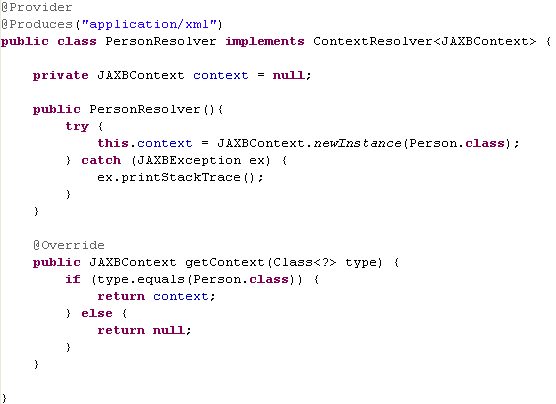 @Provider
@Produces("application/xml")
public class PersonResolver implements ContextResolver<JAXBContext> {
private JAXBContext context = null;
public PersonResolver(){
try {
this.context = JAXBContext.newInstance(Person.class);
} catch (JAXBException ex) {
ex.printStackTrace();
}
}
@Override
public JAXBContext getContext(Class<?> type) {
if (type.equals(Person.class)) {
return context;
} else {
return null;
}
}
}